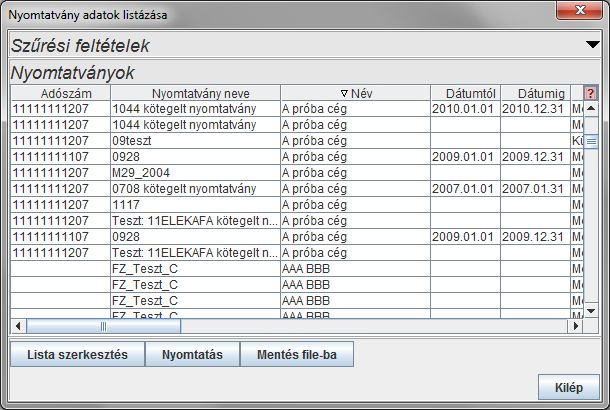 Nyomtatvány adatok listázása
Szűrési feltételek
Nyomtatványok
Adószám Nyomtatvány neve Név Dátumtól Dátumig ?
11111111207 1044 kötegelt nyomtatvány A próba cég 2010.01.01 2010.12.31
11111111207 1044 kötegelt nyomtatvány A próba cég
11111111207 09teszt A próba cég
11111111107 0928 A próba cég 2009.01.01 2009.12.31
11111111207 M29_2004 A próba cég
11111111207 0708 kötegelt nyomtatvány A próba cég 2007.01.01 2007.01.31
11111111207 1117 A próba cég
11111111207 Teszt: 11ELEKAFA kötegelt n... A próba cég
11111111107 0928 A próba cég 2009.01.01 2009.12.31
11111111207 Teszt: 11ELEKAFA kötegelt n... A próba cég
FZ_Teszt_C AAA BBB
FZ_Teszt_C AAA BBB
FZ_Teszt_C AAA BBB
FZ_Teszt_C AAA BBB
Lista szerkesztés Nyomtatás Mentés file-ba
Kilép